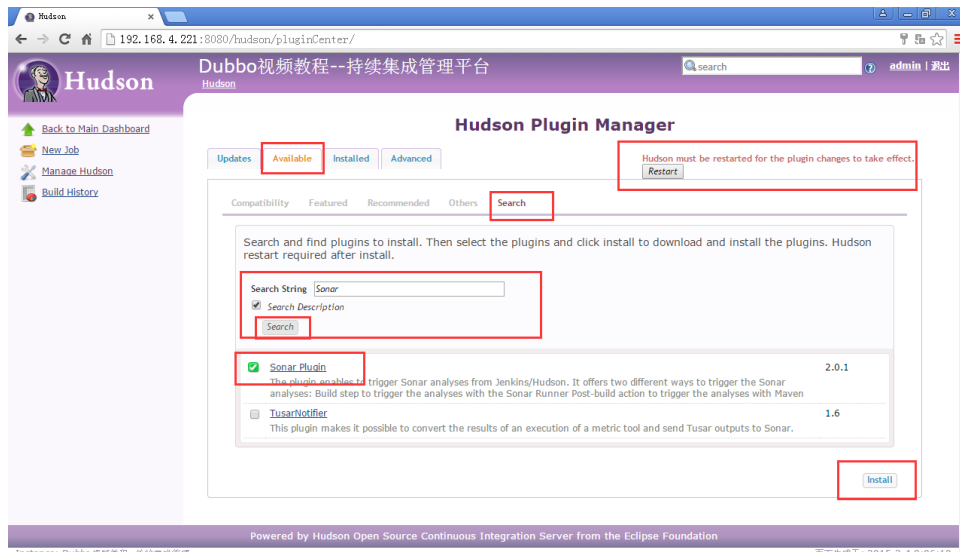 Hudson
192.168.4.221:8080/hudson/pluginCenter/
Hudson
Dubbo视频教程--持续集成管理平台
Hudson
search
admin | 退出
Back to Main Dashboard
New Job
Manage Hudson
Build History
Hudson Plugin Manager
Updates Available Installed Advanced
Hudson must be restarted for the plugin changes to take effect.
Restart
Compatibility Featured Recommended Others Search
Search and find plugins to install. Then select the plugins and click install to download and install the plugins. Hudson
restart required after install.
Search String Sonar
Search Description
Search
Sonar Plugin 2.0.1
The plugin enables to trigger Sonar analyses from Jenkins/Hudson. It offers two different ways to trigger the Sonar
analyses: Build step to trigger the analyses with the Sonar Runner Post-build action to trigger the analyses with Maven
TusarNotifier 1.6
This plugin makes it possible to convert the results of an execution of a metric tool and send Tusar outputs to Sonar.
Install
Powered by Hudson Open Source Continuous Integration Server from the Eclipse Foundation